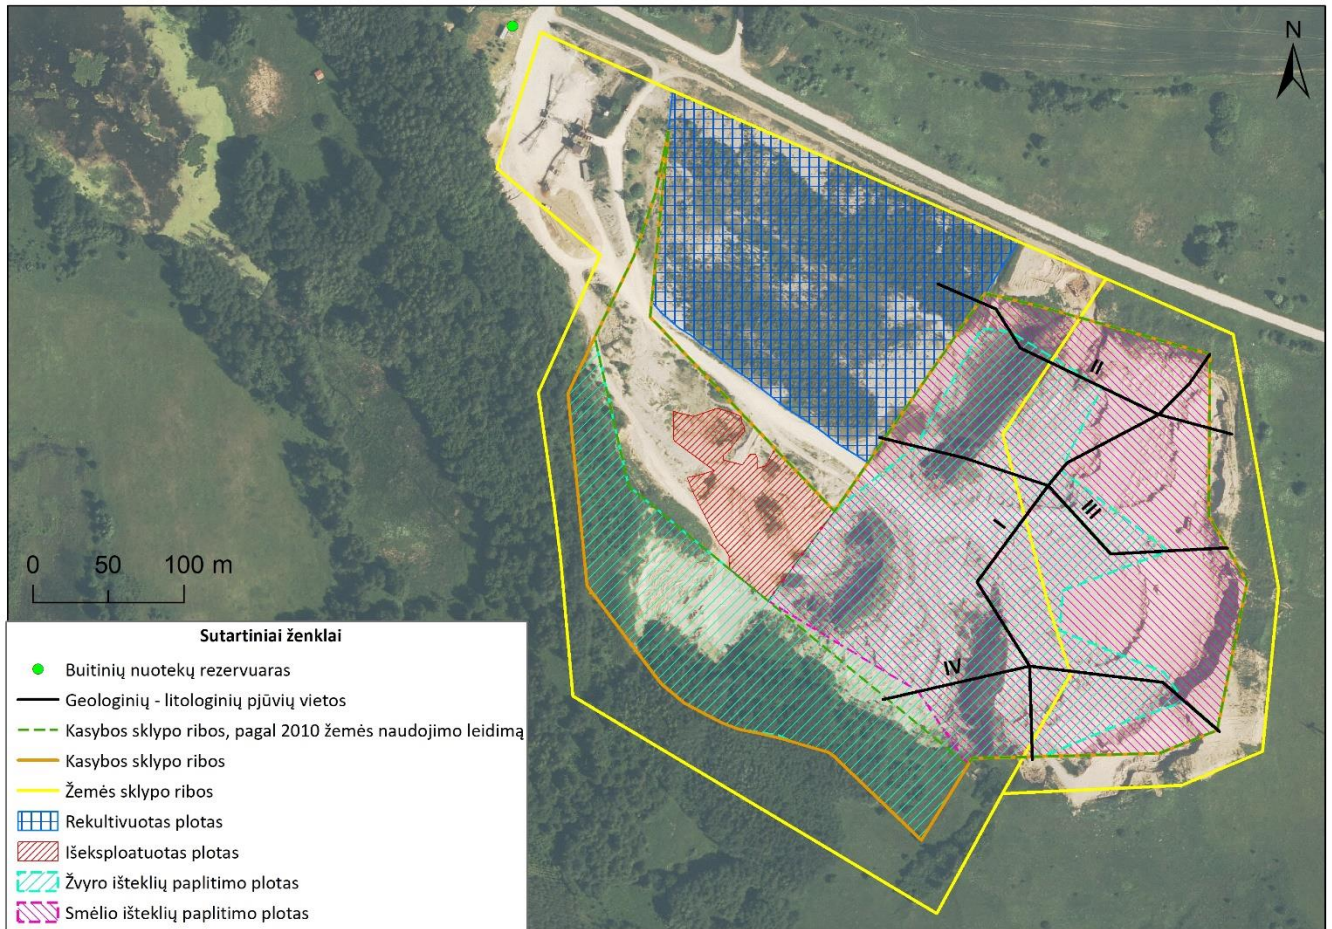 N
II
III
I
IV
0 50 100 m
Sutartiniai ženklai
Buitinių nuotekų rezervuaras
Geologinių - litologinių pjūvių vietos
Kasybos sklypo ribos, pagal 2010 žemės naudojimo leidimą
Kasybos sklypo ribos
Žemės sklypo ribos
Rekultivuotas plotas
Išeksploatuotas plotas
Žvyro išteklių paplitimo plotas
Smėlio išteklių paplitimo plotas